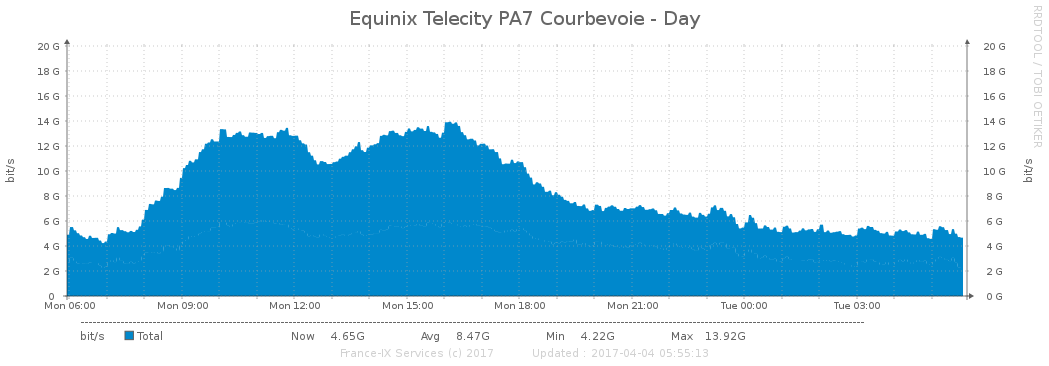 Equinix Telecity PA7 Courbevoie - Day
RRDTOOL / TOBI OETIKER
20 G 20 G
18 G 18 G
16 G 16 G
14 G 14 G
12 G 12 G
10 G 10 G
8 G 8 G
6 G 6 G
4 G 4 G
2 G 2 G
0 0 G
bit/s bit/s
Mon 06:00 Mon 09:00 Mon 12:00 Mon 15:00 Mon 18:00 Mon 21:00 Tue 00:00 Tue 03:00
bit/s Total Now 4.65G Avg 8.47G Min 4.22G Max 13.92G
France-IX Services (c) 2017 Updated : 2017-04-04 05:55:13